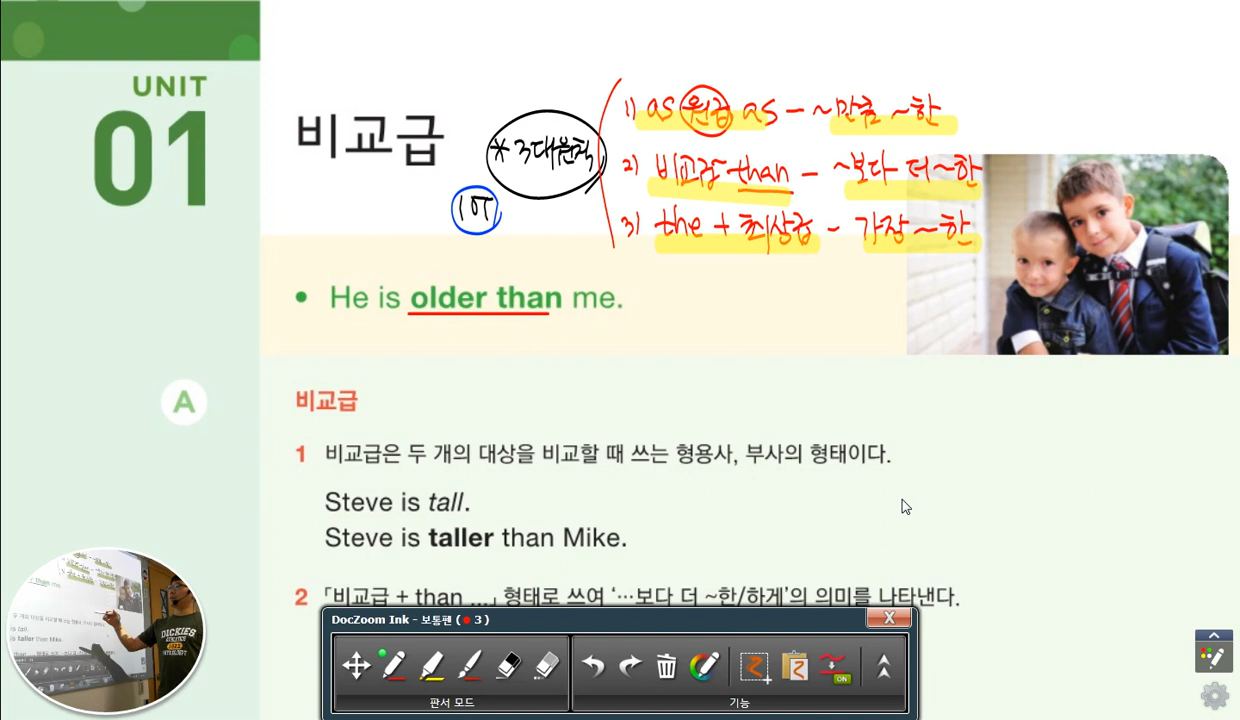 UNIT
01
비교급
* 3대원칙
1) as 원급 as – ~만큼 ~한
2) 비교급 than – ~보다 더 ~한
3) the + 최상급 – 가장 ~한
• He is older than me.
A
비교급
1 비교급은 두 개의 대상을 비교할 때 쓰는 형용사, 부사의 형태이다.
Steve is tall.
Steve is taller than Mike.
2 「비교급 + than ...」 형태로 쓰여 ‘…보다 더 ~한/하게’의 의미를 나타낸다.
DocZoom Ink - 보통펜 ( ● 3 )
X
ON
판서 모드
기능
DICKIES